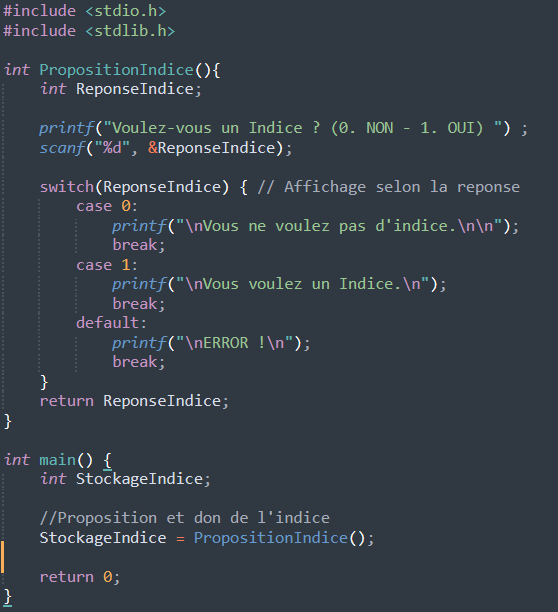 #include <stdio.h>
#include <stdlib.h>
int PropositionIndice(){
int ReponseIndice;
printf("Voulez-vous un Indice ? (0. NON - 1. OUI) ") ;
scanf("%d", &ReponseIndice);
switch(ReponseIndice) { // Affichage selon la reponse
case 0:
printf("\nVous ne voulez pas d'indice.\n\n");
break;
case 1:
printf("\nVous voulez un Indice.\n");
break;
default:
printf("\nERROR !\n");
break;
}
return ReponseIndice;
}
int main() {
int StockageIndice;
//Proposition et don de l'indice
StockageIndice = PropositionIndice();
return 0;
}